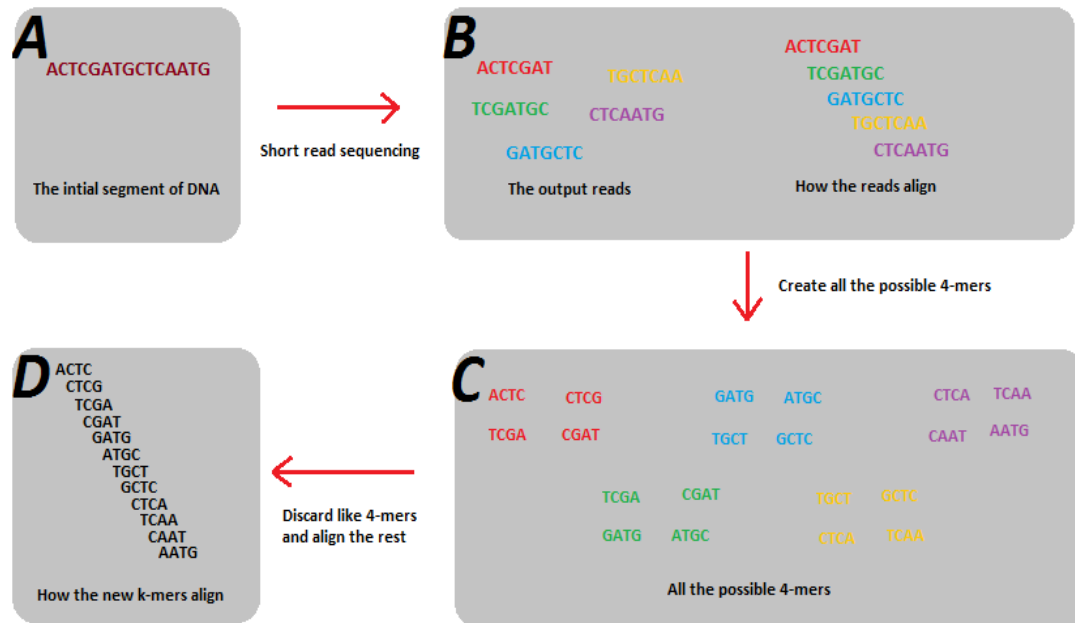 A
ACTCGATGCTCAATG
The intial segment of DNA
Short read sequencing
B
ACTCGAT
TGCTCAA
TCGATGC
CTCAATG
GATGCTC
The output reads
ACTCGAT
TCGATGC
GATGCTC
TGCTCAA
CTCAATG
How the reads align
Create all the possible 4-mers
C
ACTC CTCG
TCGA CGAT
GATG ATGC
TGCT GCTC
CTCA TCAA
CAAT AATG
TCGA CGAT
GATG ATGC
TGCT GCTC
CTCA TCAA
All the possible 4-mers
Discard like 4-mers
and align the rest
D
ACTC
CTCG
TCGA
CGAT
GATG
ATGC
TGCT
GCTC
CTCA
TCAA
CAAT
AATG
How the new k-mers align